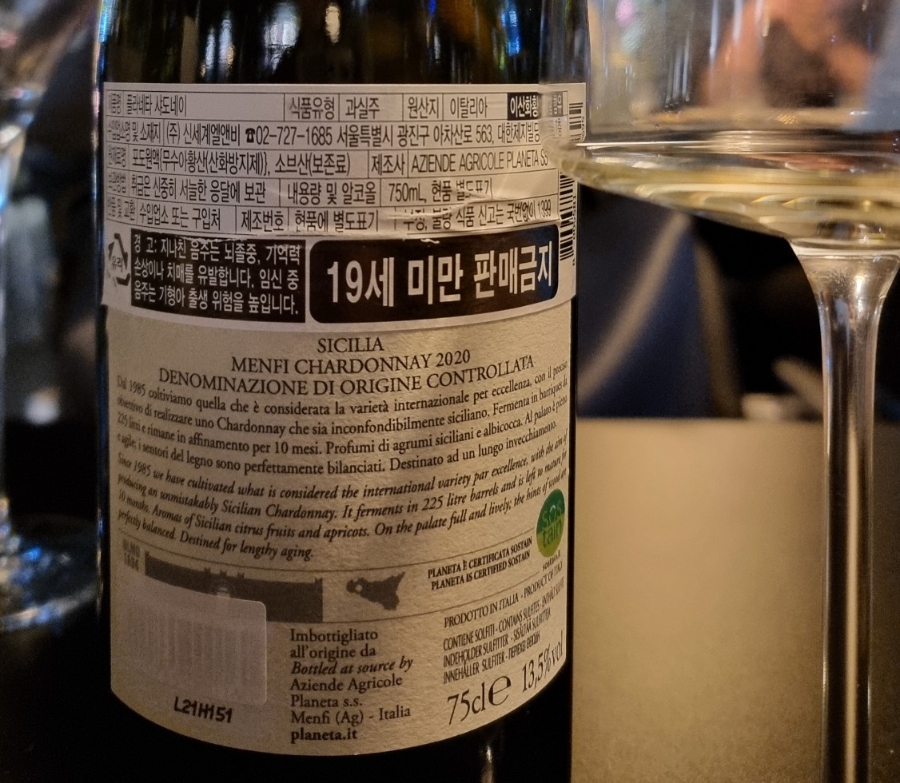 플라네타 샤도네이 식품유형 과실주 원산지 이탈리아 이산화황
소재지 (주) 신세계엘앤비 ☎02-727-1685 서울특별시 광진구 아차산로 563, 대한제지빌딩
포도원액(무수아황산(산화방지제)), 소브산(보존료) 제조사 AZIENDE AGRICOLE PLANETA SS
취급은 신중히 서늘한 응달에 보관 내용량 및 알코올 750mL, 현품 별도표기
교환 수입업소 또는 구입처 제조번호 현품에 별도표기 불량 식품 신고는 국번없이 1399
경 고: 지나친 음주는 뇌졸중, 기억력
손상이나 치매를 유발합니다. 임신 중
음주는 기형아 출생 위험을 높입니다.
19세 미만 판매금지
SICILIA
MENFI CHARDONNAY 2020
DENOMINAZIONE DI ORIGINE CONTROLLATA
Dal 1985 coltiviamo quella che è considerata la varietà internazionale per eccellenza, con il preciso
obiettivo di realizzare uno Chardonnay che sia inconfondibilmente siciliano. Fermenta in barriques da
225 litri e rimane in affinamento per 10 mesi. Profumi di agrumi siciliani e albicocca. Al palato è pieno
e agile, i sentori del legno sono perfettamente bilanciati. Destinato ad un lungo invecchiamento.
Since 1985 we have cultivated what is considered the international variety par excellence, with the aim of
producing an unmistakably Sicilian Chardonnay. It ferments in 225 litre barrels and is left to mature for
10 months. Aromas of Sicilian citrus fruits and apricots. On the palate full and lively, the hints of wood are
perfectly balanced. Destined for lengthy aging.
PLANETA È CERTIFICATA SOSTAIN
PLANETA IS CERTIFIED SOSTAIN
SOS
tain
Imbottigliato
all'origine da
Bottled at source by
Aziende Agricole
Planeta s.s.
Menfi (Ag) - Italia
planeta.it
PRODOTTO IN ITALIA - PRODUCT OF ITALY
CONTIENE SOLFITI - CONTAINS SULFITES
INDEHOLDER SULFITTER
INNEHÅLLER SULFITER
75cl e 13,5% vol
L21H151